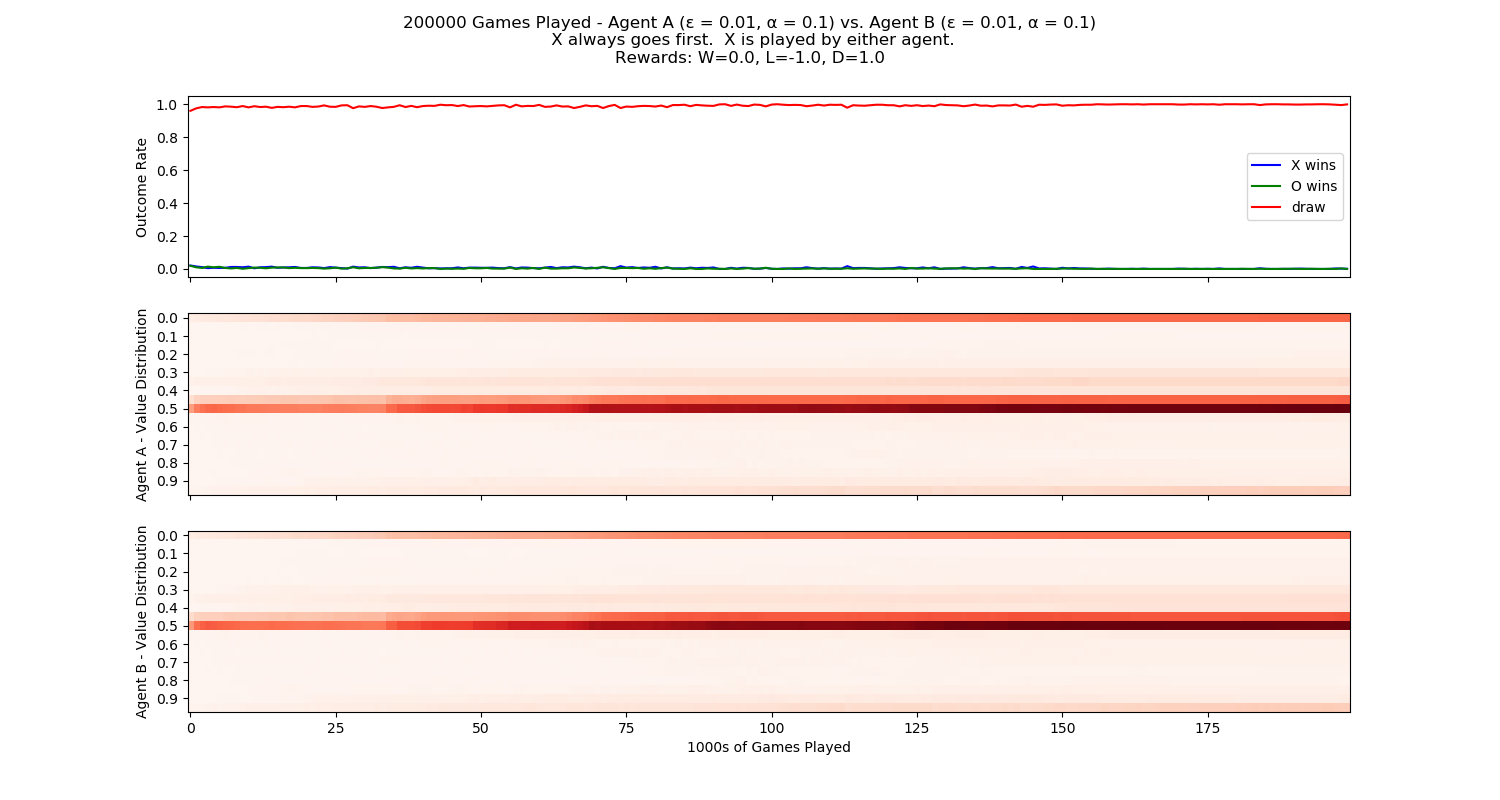 200000 Games Played - Agent A (ε = 0.01, α = 0.1) vs. Agent B (ε = 0.01, α = 0.1)
X always goes first.  X is played by either agent.
Rewards: W=0.0, L=-1.0, D=1.0
Outcome Rate
1.0
0.8
0.6
0.4
0.2
0.0
X wins
O wins
draw
Agent A - Value Distribution
0.0
0.1
0.2
0.3
0.4
0.5
0.6
0.7
0.8
0.9
Agent B - Value Distribution
0.0
0.1
0.2
0.3
0.4
0.5
0.6
0.7
0.8
0.9
0 25 50 75 100 125 150 175
1000s of Games Played